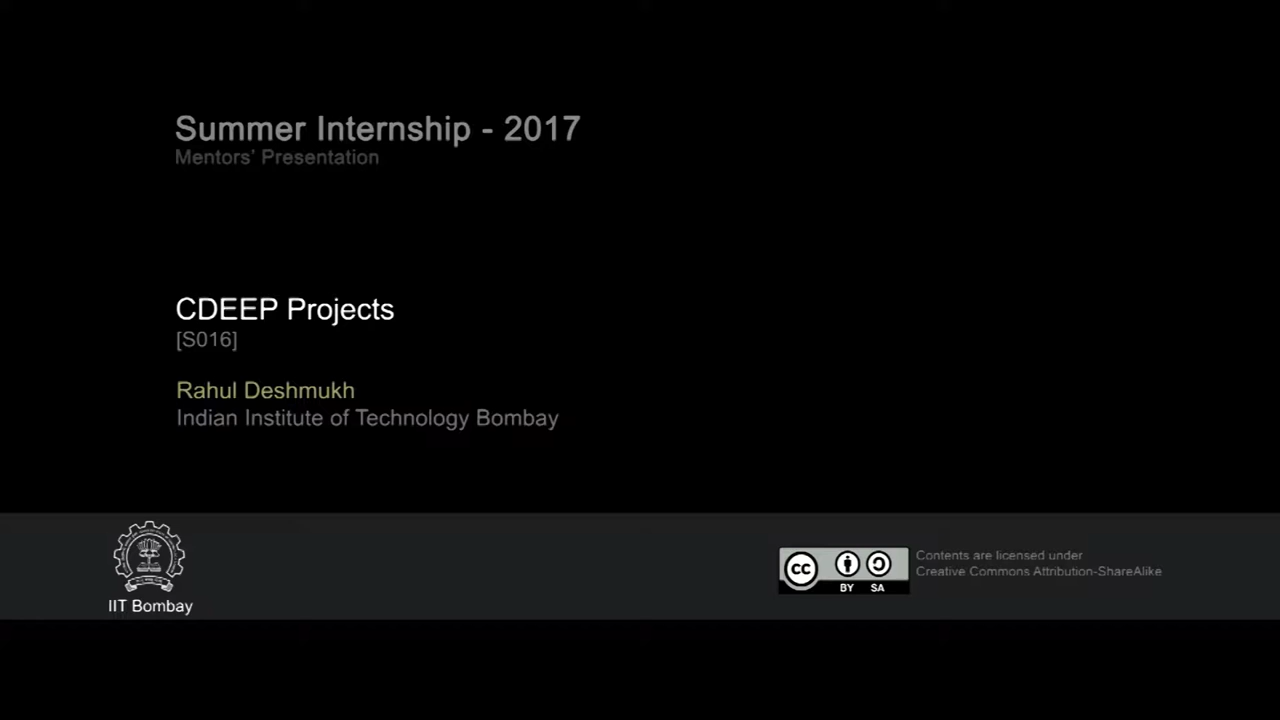 Summer Internship - 2017
Mentors' Presentation
CDEEP Projects
[S016]
Rahul Deshmukh
Indian Institute of Technology Bombay
IIT Bombay
cc
BY SA
Contents are licensed under
Creative Commons Attribution-ShareAlike